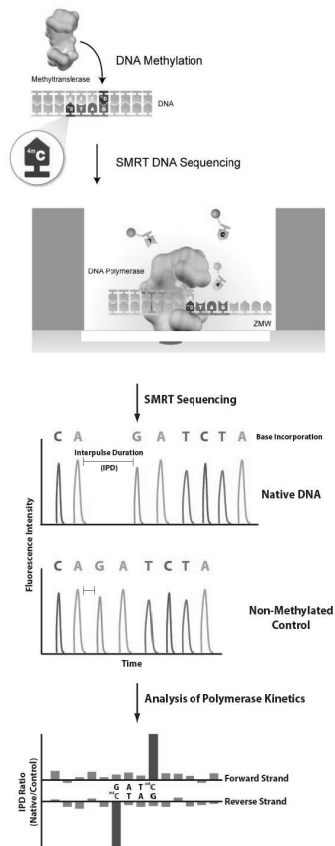 DNA Methylation
Methyltransferase
DNA
4mC
SMRT DNA Sequencing
DNA Polymerase
ZMW
SMRT Sequencing
C A G A T C T A
Base Incorporation
Interpulse Duration
(IPD)
Native DNA
Fluorescence Intensity
C A G A T C T A
Non-Methylated
Control
Time
Analysis of Polymerase Kinetics
IPD Ratio
(Native/Control)
Forward Strand
G A T m4C
m4C T A G
Reverse Strand